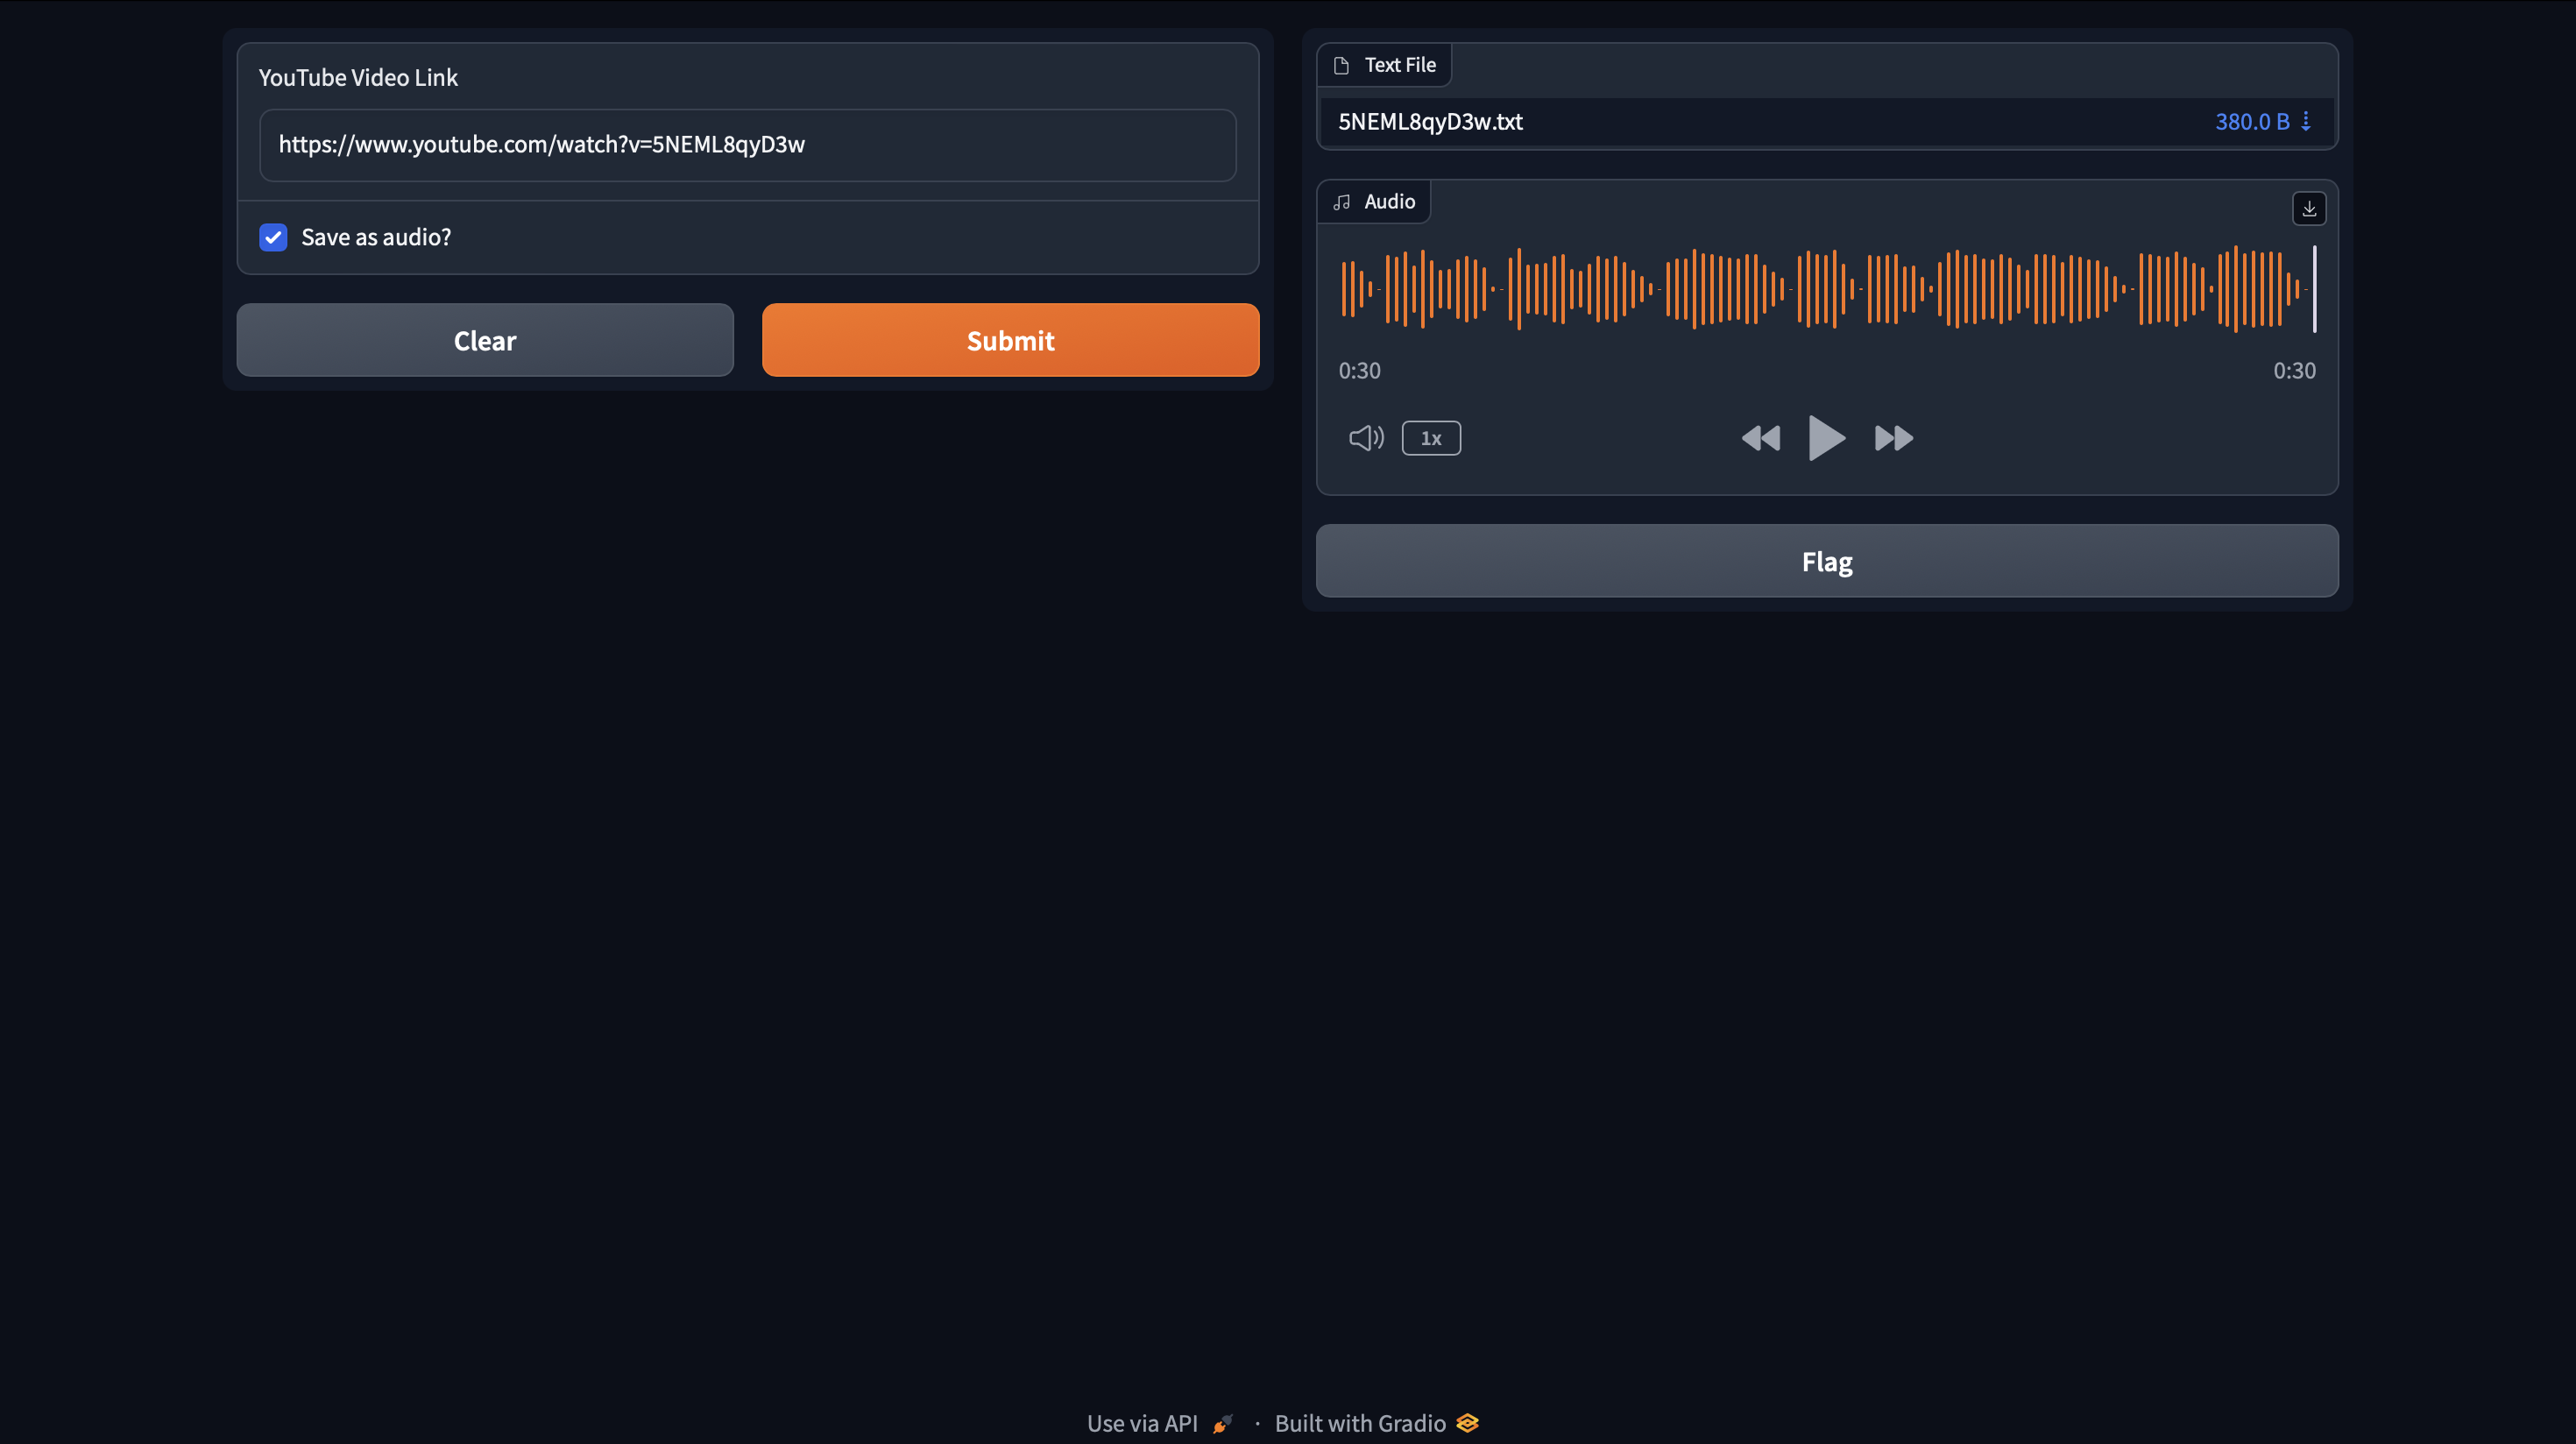 YouTube Video Link
https://www.youtube.com/watch?v=5NEML8qyD3w
Save as audio?
Clear
Submit
Text File
5NEML8qyD3w.txt
380.0 B
Audio
0:30
0:30
1x
Flag
Use via API · Built with Gradio